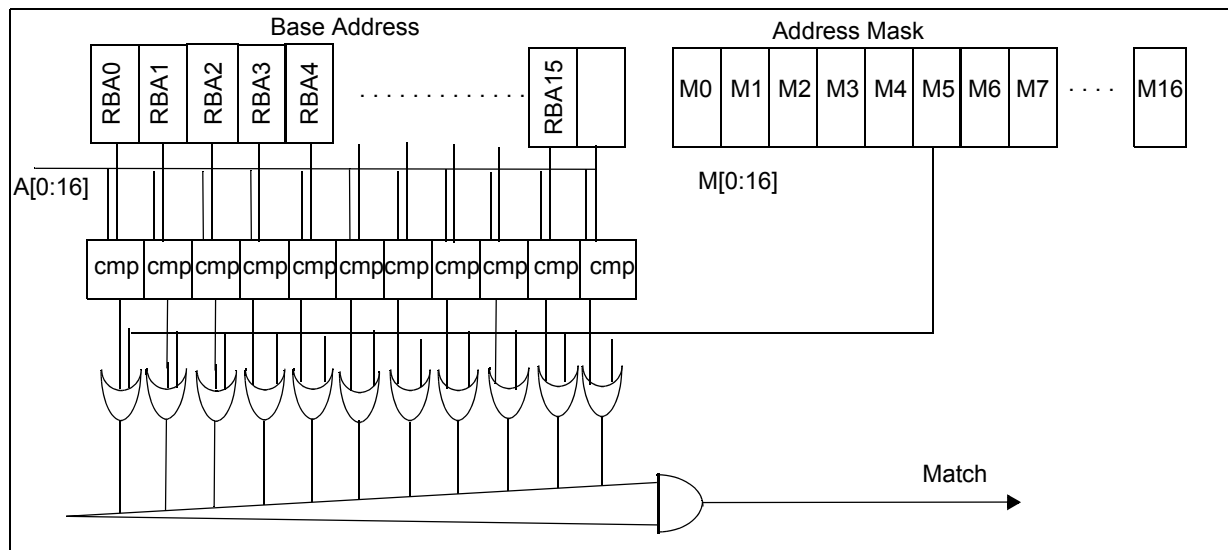 Base Address
Address Mask
RBA0 RBA1 RBA2 RBA3 RBA4 . . . . . . . . . . . . . RBA15
M0 M1 M2 M3 M4 M5 M6 M7 . . . . M16
A[0:16]
M[0:16]
cmp cmp cmp cmp cmp cmp cmp cmp cmp cmp cmp
Match